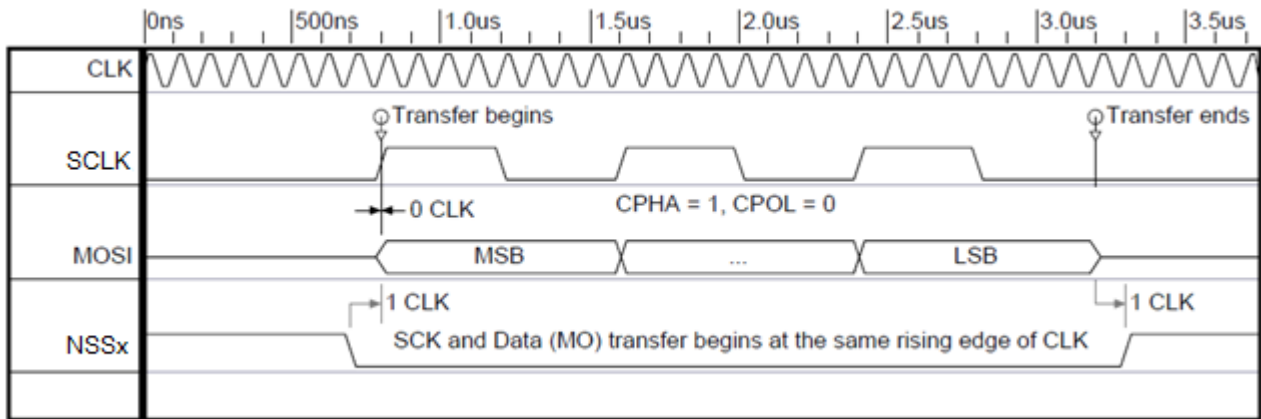 0ns 500ns 1.0us 1.5us 2.0us 2.5us 3.0us 3.5us
CLK
Transfer begins Transfer ends
SCLK
0 CLK CPHA = 1, CPOL = 0
MOSI MSB ... LSB
1 CLK 1 CLK
NSSx SCK and Data (MO) transfer begins at the same rising edge of CLK